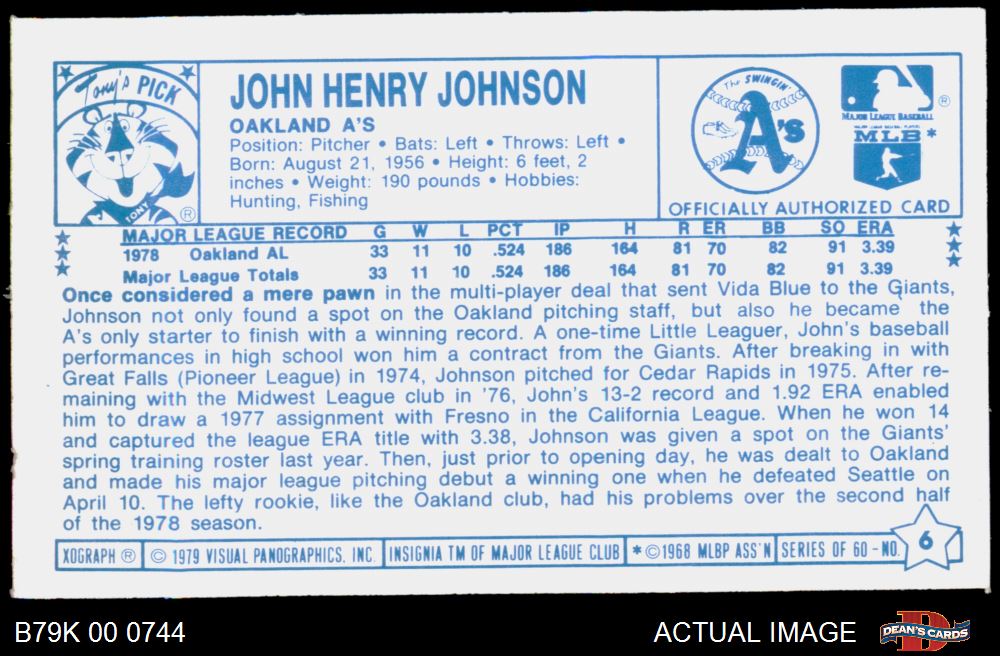 Tony's PICK
TONY
®
JOHN HENRY JOHNSON
OAKLAND A'S
Position: Pitcher • Bats: Left • Throws: Left •
Born: August 21, 1956 • Height: 6 feet, 2
inches • Weight: 190 pounds • Hobbies:
Hunting, Fishing
The SWINGIN'
A's
®
MAJOR LEAGUE BASEBALL
MAJOR LEAGUE BASEBALL PLAYERS
MLB *
OFFICIALLY AUTHORIZED CARD
MAJOR LEAGUE RECORD G W L PCT IP H R ER BB SO ERA
1978 Oakland AL 33 11 10 .524 186 164 81 70 82 91 3.39
Major League Totals 33 11 10 .524 186 164 81 70 82 91 3.39
Once considered a mere pawn in the multi-player deal that sent Vida Blue to the Giants,
Johnson not only found a spot on the Oakland pitching staff, but also he became the
A's only starter to finish with a winning record. A one-time Little Leaguer, John's baseball
performances in high school won him a contract from the Giants. After breaking in with
Great Falls (Pioneer League) in 1974, Johnson pitched for Cedar Rapids in 1975. After re-
maining with the Midwest League club in '76, John's 13-2 record and 1.92 ERA enabled
him to draw a 1977 assignment with Fresno in the California League. When he won 14
and captured the league ERA title with 3.38, Johnson was given a spot on the Giants'
spring training roster last year. Then, just prior to opening day, he was dealt to Oakland
and made his major league pitching debut a winning one when he defeated Seattle on
April 10. The lefty rookie, like the Oakland club, had his problems over the second half
of the 1978 season.
XOGRAPH ® © 1979 VISUAL PANOGRAPHICS, INC. INSIGNIA TM OF MAJOR LEAGUE CLUB * ©1968 MLBP ASS'N SERIES OF 60 - NO. 6
B79K 00 0744
ACTUAL IMAGE
D
DEAN'S CARDS